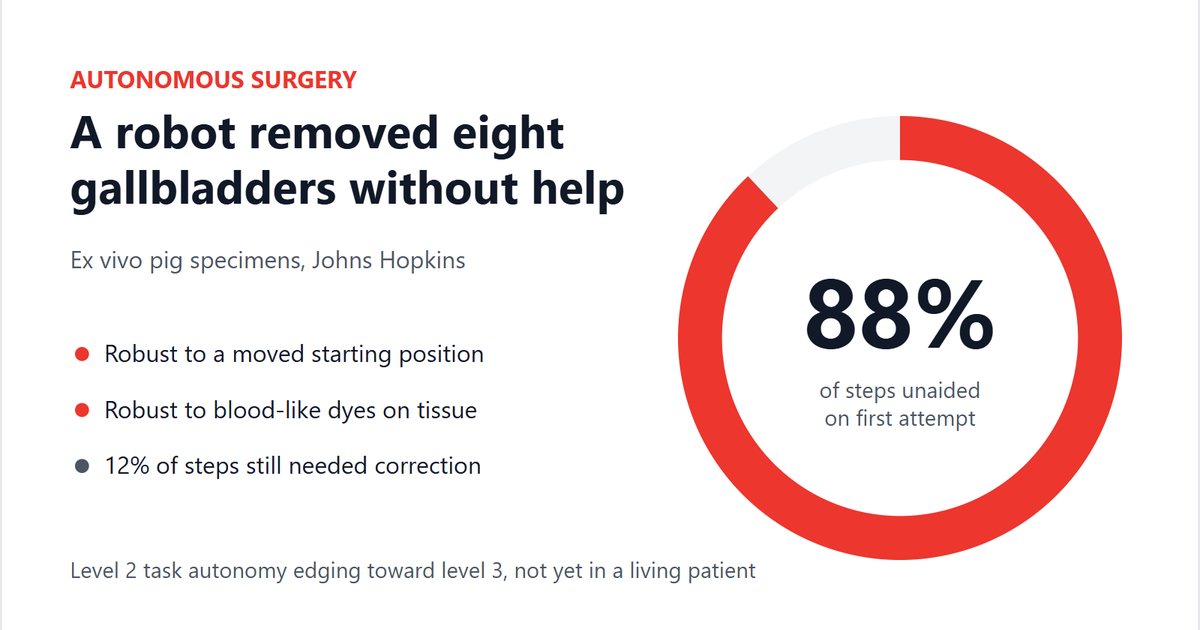 AUTONOMOUS SURGERY
A robot removed eight
gallbladders without help
Ex vivo pig specimens, Johns Hopkins
Robust to a moved starting position
Robust to blood-like dyes on tissue
12% of steps still needed correction
88%
of steps unaided
on first attempt
Level 2 task autonomy edging toward level 3, not yet in a living patient